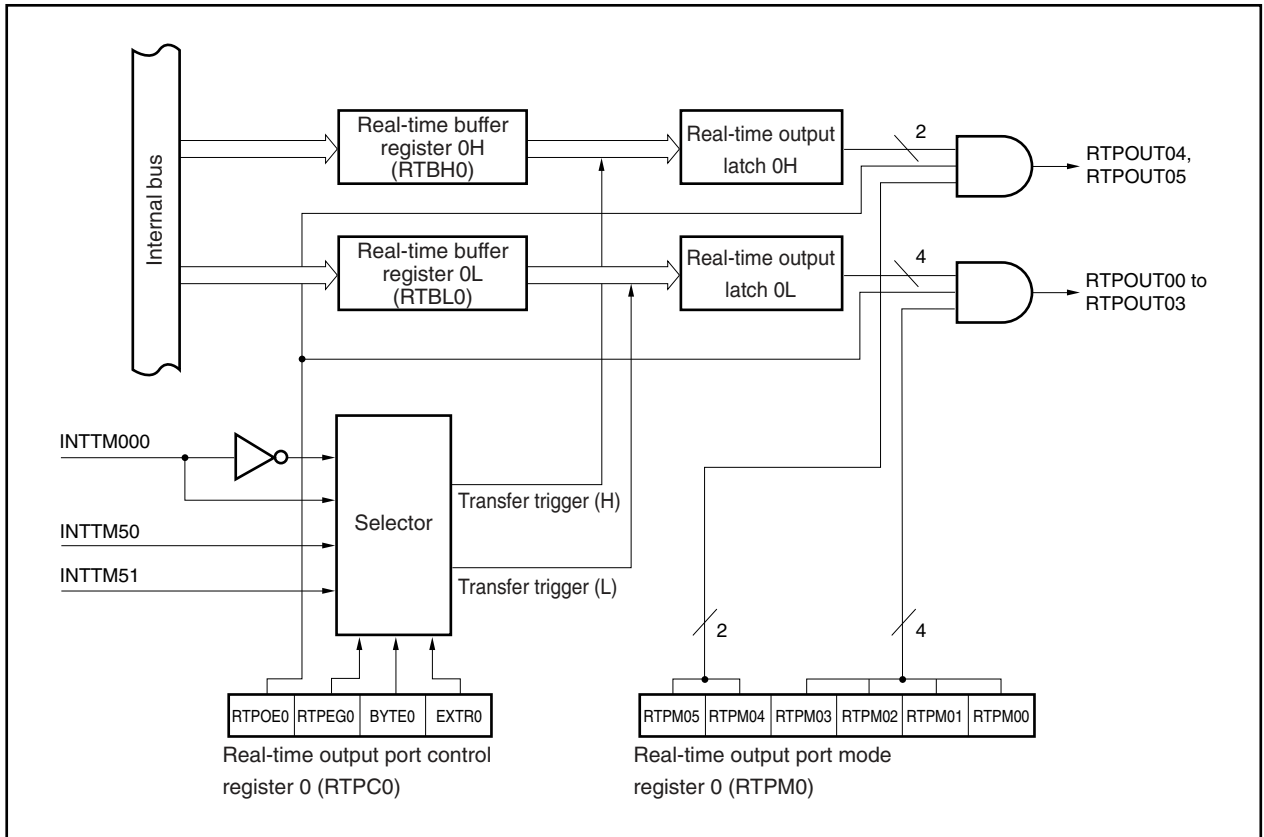 Internal bus
Real-time buffer
register 0H
(RTBH0)
Real-time output
latch 0H
2
RTPOUT04,
RTPOUT05
Real-time buffer
register 0L
(RTBL0)
Real-time output
latch 0L
4
RTPOUT00 to
RTPOUT03
INTTM000
INTTM50
INTTM51
Selector
Transfer trigger (H)
Transfer trigger (L)
2
4
RTPOE0 RTPEG0 BYTE0 EXTR0
Real-time output port control
register 0 (RTPC0)
RTPM05 RTPM04 RTPM03 RTPM02 RTPM01 RTPM00
Real-time output port mode
register 0 (RTPM0)